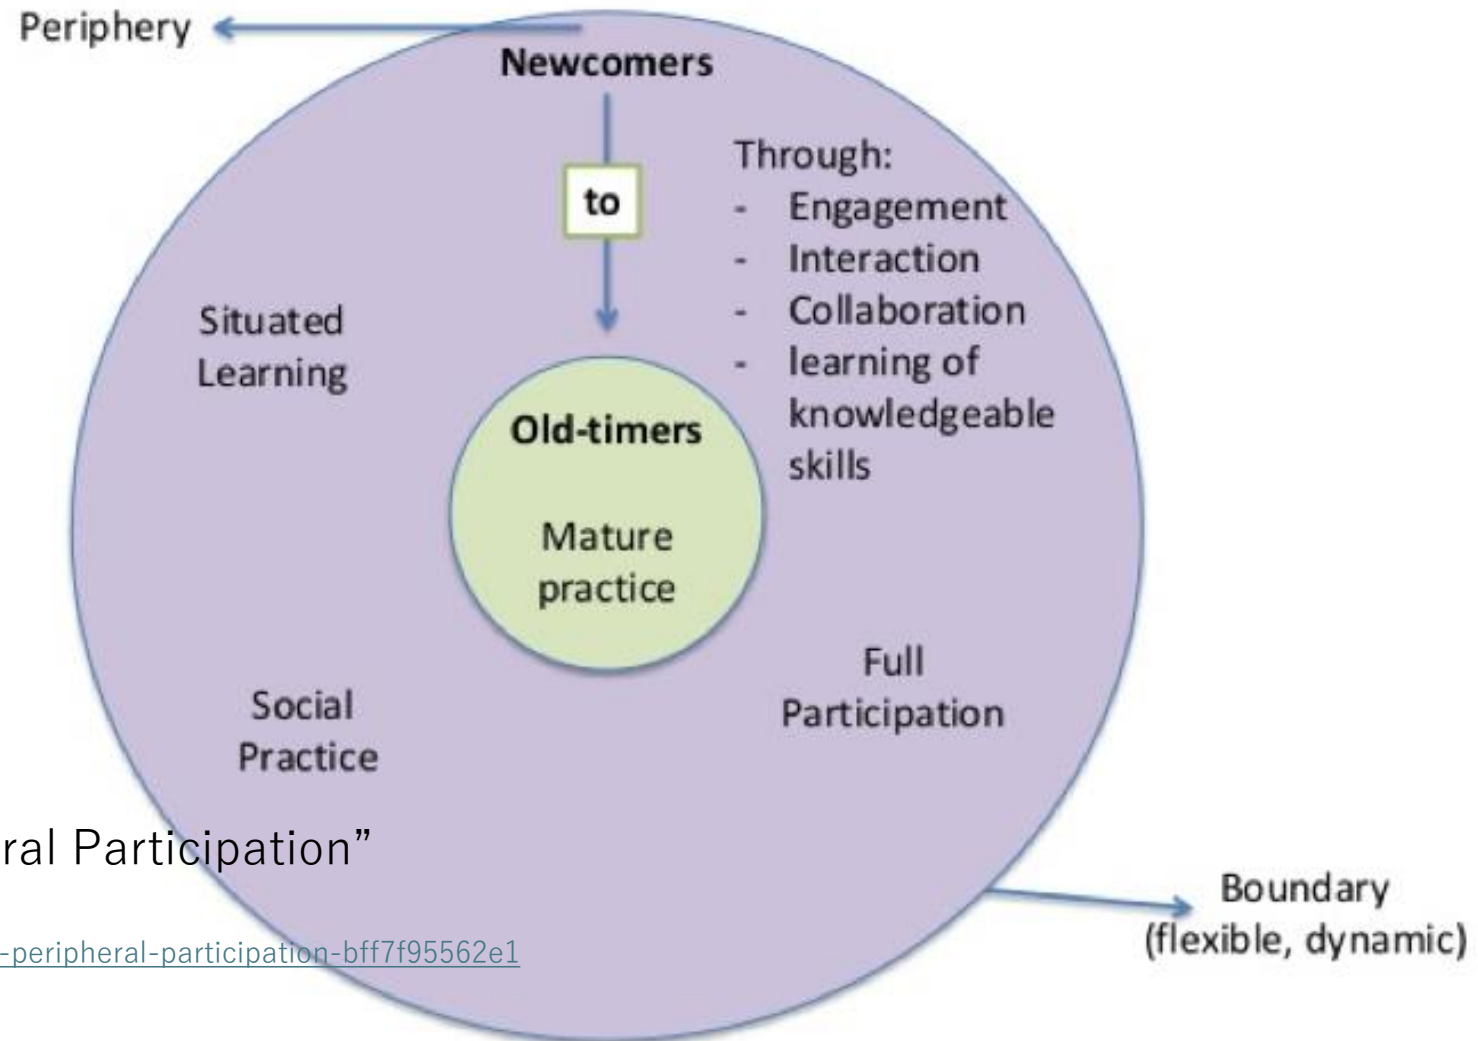 Periphery
Newcomers
to
Through:
- Engagement
- Interaction
- Collaboration
- learning of
knowledgeable
skills
Situated
Learning
Old-timers
Mature
practice
Full
Participation
Social
Practice
ral Participation”
-peripheral-participation-bff7f95562e1
Boundary
(flexible, dynamic)